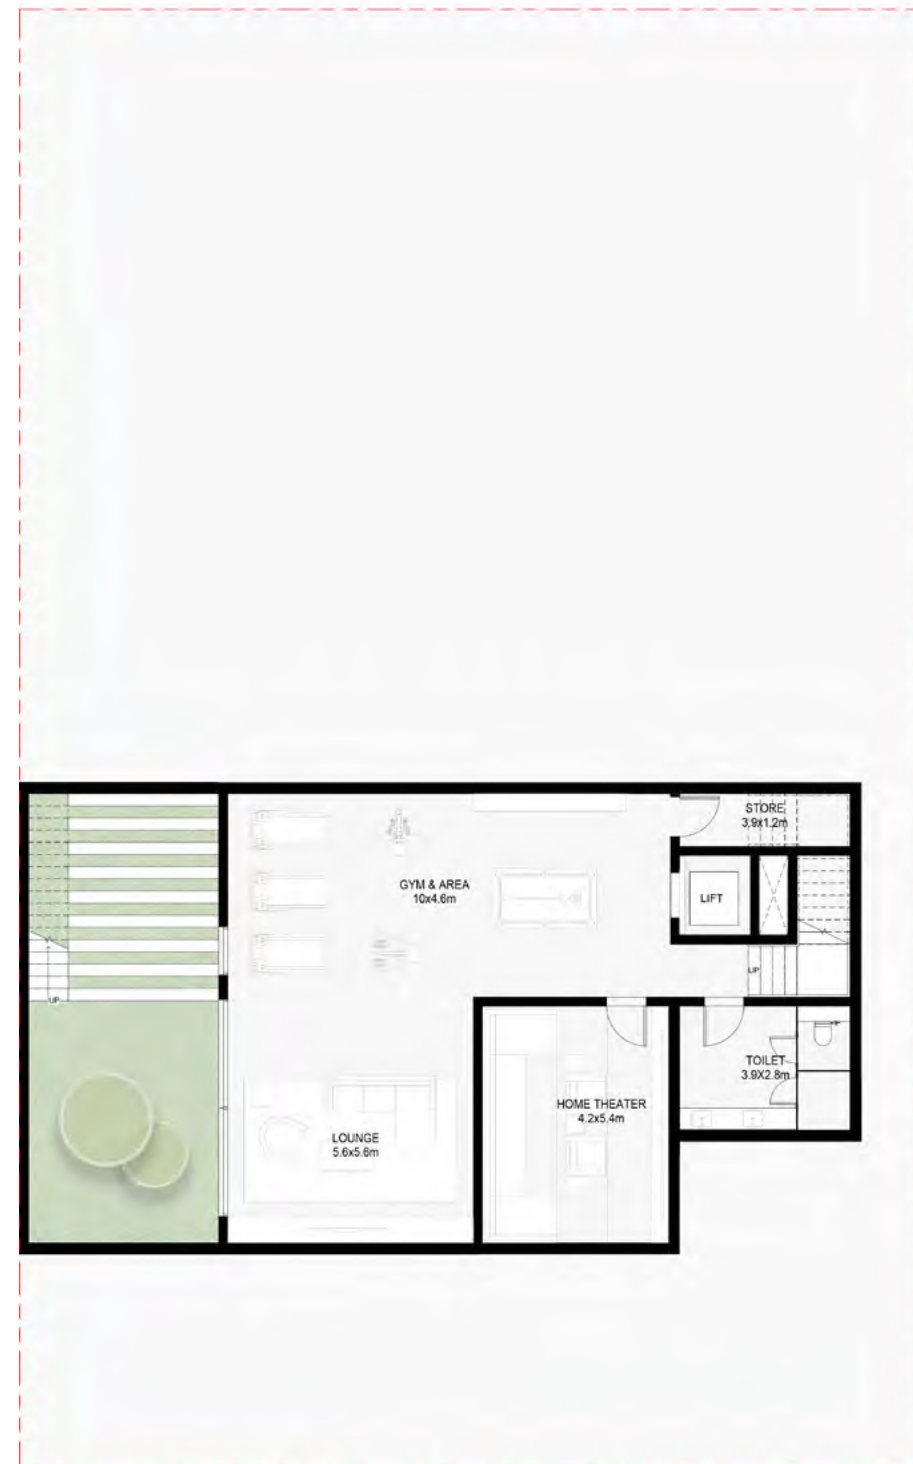 STORE
3.9x1.2m
GYM & AREA
10x4.6m
LIFT
UP
UP
TOILET
3.9X2.8m
HOME THEATER
4.2x5.4m
LOUNGE
5.6x5.6m